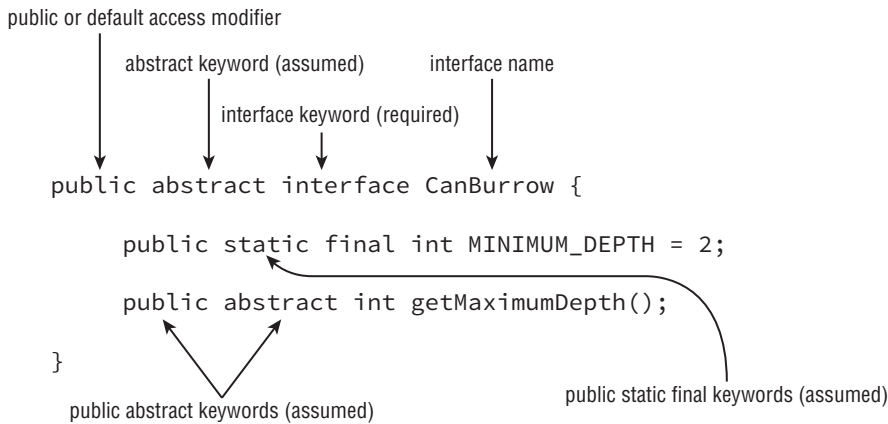 public or default access modifier
abstract keyword (assumed)
interface name
interface keyword (required)
public abstract interface CanBurrow {
public static final int MINIMUM_DEPTH = 2;
public abstract int getMaximumDepth();
}
public static final keywords (assumed)
public abstract keywords (assumed)